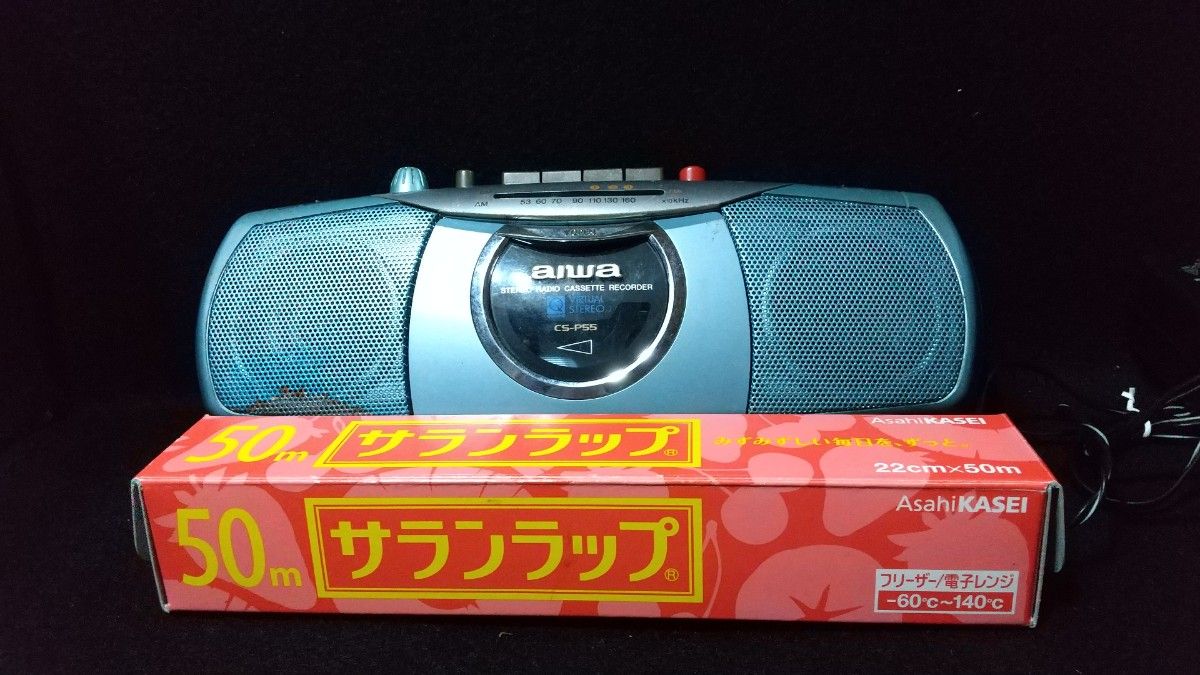 AM 53 60 70 90 110 130 160 x10kHz
aiwa
STEREO RADIO CASSETTE RECORDER
VIRTUAL
STEREO
CS-P55
50m サランラップ®
AsahiKASEI
みずみずしい毎日を、ずっと。
22cm×50m
50m サランラップ®
AsahiKASEI
フリーザー/電子レンジ
-60℃~140℃